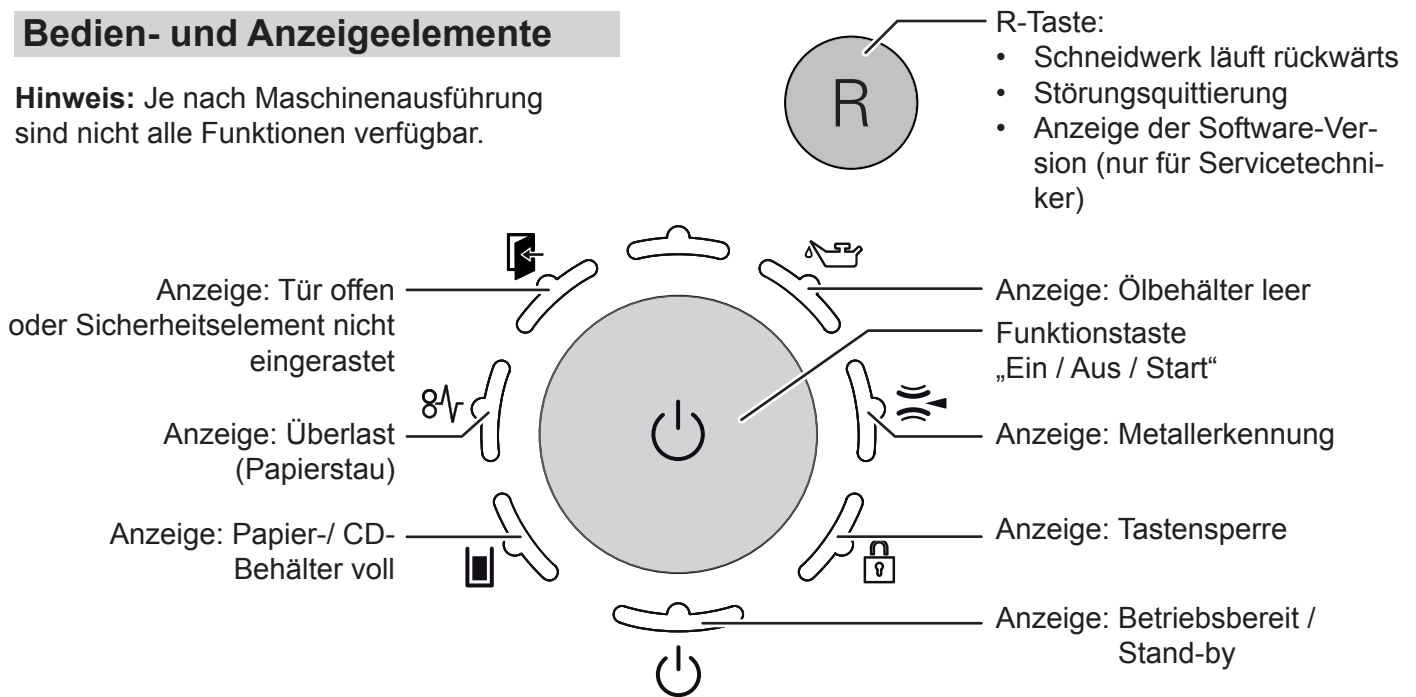 Bedien- und Anzeigeelemente
Hinweis: Je nach Maschinenausführung
sind nicht alle Funktionen verfügbar.
R
R-Taste:
• Schneidwerk läuft rückwärts
• Störungsquittierung
• Anzeige der Software-Ver-
sion (nur für Servicetechni-
ker)
Anzeige: Tür offen
oder Sicherheitselement nicht
eingerastet
Anzeige: Überlast
(Papierstau)
Anzeige: Papier-/ CD-
Behälter voll
Anzeige: Ölbehälter leer
Funktionstaste
„Ein / Aus / Start“
Anzeige: Metallerkennung
Anzeige: Tastensperre
Anzeige: Betriebsbereit /
Stand-by